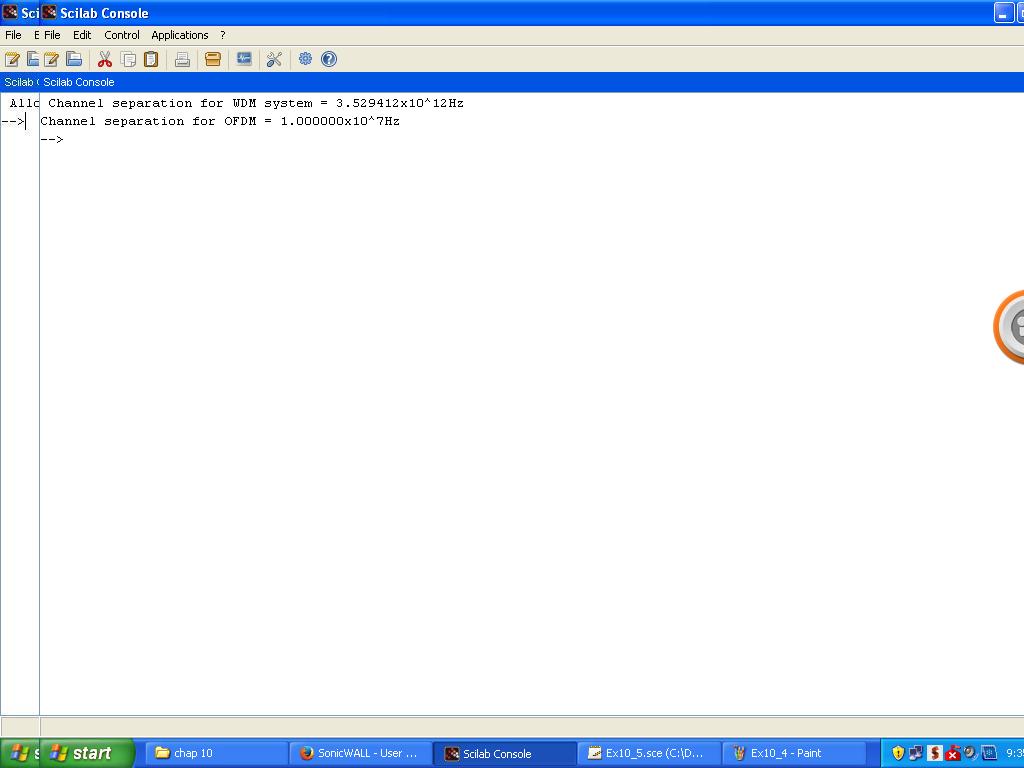 Sci Scilab Console
File E File Edit Control Applications ?
Scilab C Scilab Console
Allo Channel separation for WDM system = 3.529412x10^12Hz
-->| Channel separation for OFDM = 1.000000x10^7Hz
-->
s start chap 10 SonicWALL - User ... Scilab Console Ex10_5.sce (C:\D... Ex10_4 - Paint 9:3